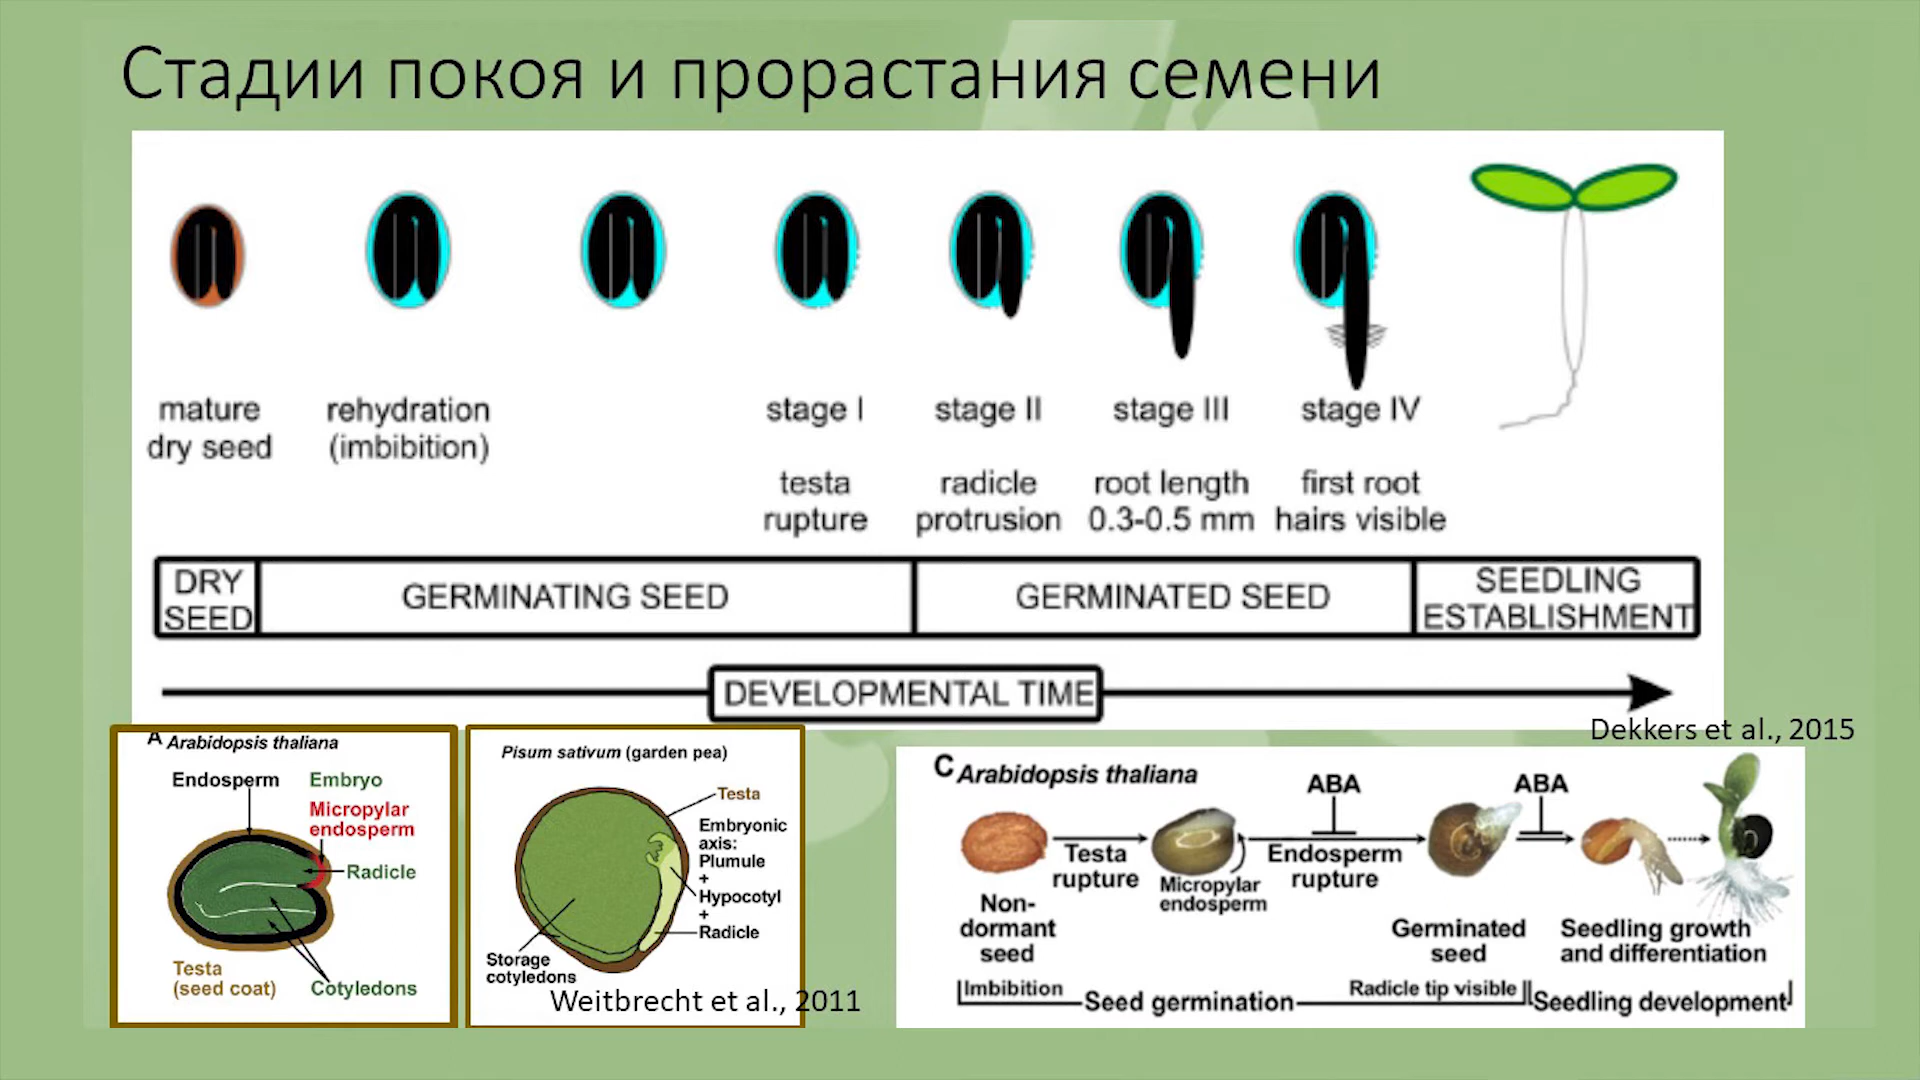 Стадии покоя и прорастания семени
mature
dry seed
rehydration
(imbibition)
stage I
testa
rupture
stage II
radicle
protrusion
stage III
root length
0.3-0.5 mm
stage IV
first root
hairs visible
DRY
SEED
GERMINATING SEED
GERMINATED SEED
SEEDLING
ESTABLISHMENT
DEVELOPMENTAL TIME
Dekkers et al., 2015
A Arabidopsis thaliana
Endosperm
Embryo
Micropylar
endosperm
Radicle
Testa
(seed coat)
Cotyledons
Pisum sativum (garden pea)
Testa
Embryonic
axis:
Plumule
+
Hypocotyl
+
Radicle
Storage
cotyledons
Weitbrecht et al., 2011
C Arabidopsis thaliana
ABA
ABA
Testa
rupture
Micropylar
endosperm
Endosperm
rupture
Non-
dormant
seed
Germinated
seed
Seedling growth
and differentiation
Imbibition
Seed germination
Radicle tip visible
Seedling development